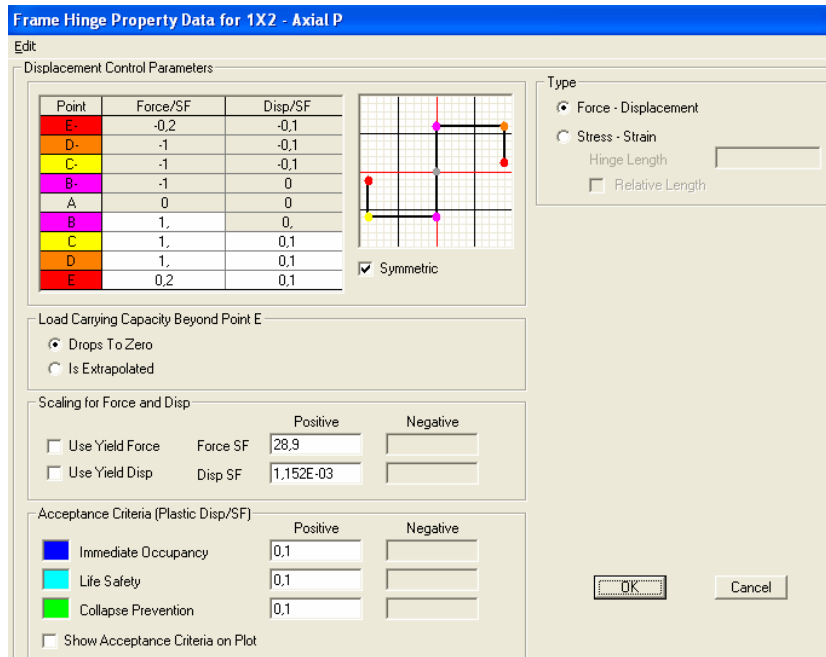 Frame Hinge Property Data for 1X2 - Axial P
Edit
Displacement Control Parameters
Point Force/SF Disp/SF
E- -0,2 -0,1
D- -1 -0,1
C- -1 -0,1
B- -1 0
A 0 0
B 1, 0,
C 1, 0,1
D 1, 0,1
E 0,2 0,1
Symmetric
Type
Force - Displacement
Stress - Strain
Hinge Length
Relative Length
Load Carrying Capacity Beyond Point E
Drops To Zero
Is Extrapolated
Scaling for Force and Disp
Positive Negative
Use Yield Force Force SF 28,9
Use Yield Disp Disp SF 1,152E-03
Acceptance Criteria (Plastic Disp/SF)
Positive Negative
Immediate Occupancy 0,1
Life Safety 0,1
Collapse Prevention 0,1
Show Acceptance Criteria on Plot
OK Cancel